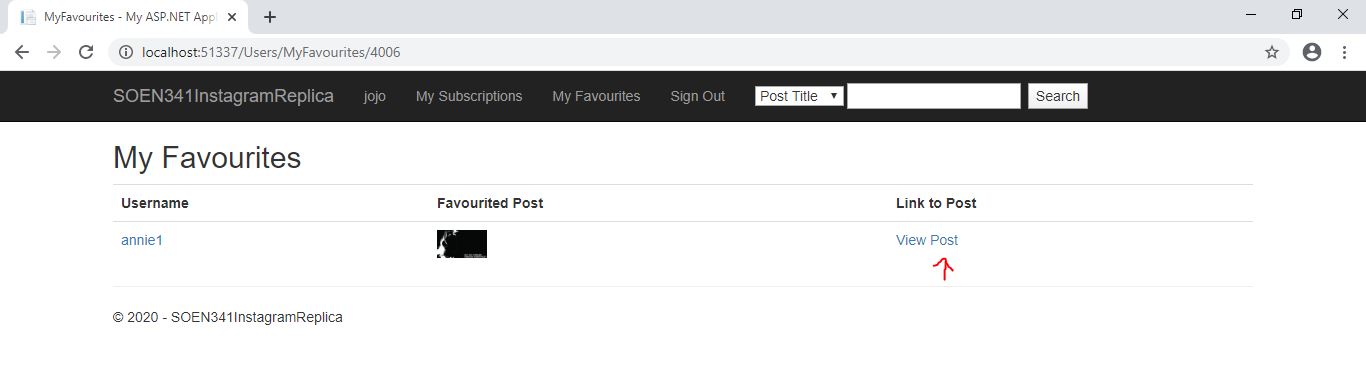 MyFavourites - My ASP.NET Appl
localhost:51337/Users/MyFavourites/4006
SOEN341InstagramReplica jojo My Subscriptions My Favourites Sign Out Post Title Search
My Favourites
Username Favourited Post Link to Post
annie1 View Post
© 2020 - SOEN341InstagramReplica